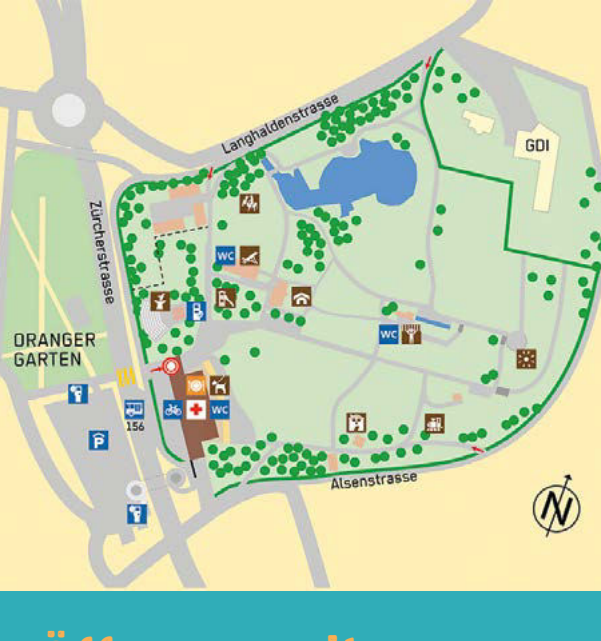 Langhaldenstrasse
GDI
Zürcherstrasse
WC
ORANGER
GARTEN
WC
P
156
WC
Alsenstrasse
N